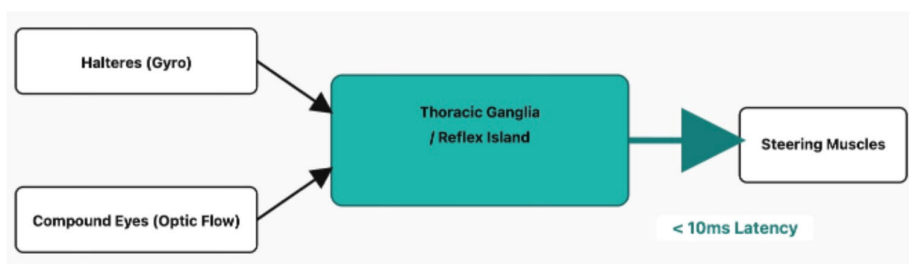 Halteres (Gyro)
Thoracic Ganglia
/ Reflex Island
Steering Muscles
Compound Eyes (Optic Flow)
< 10ms Latency